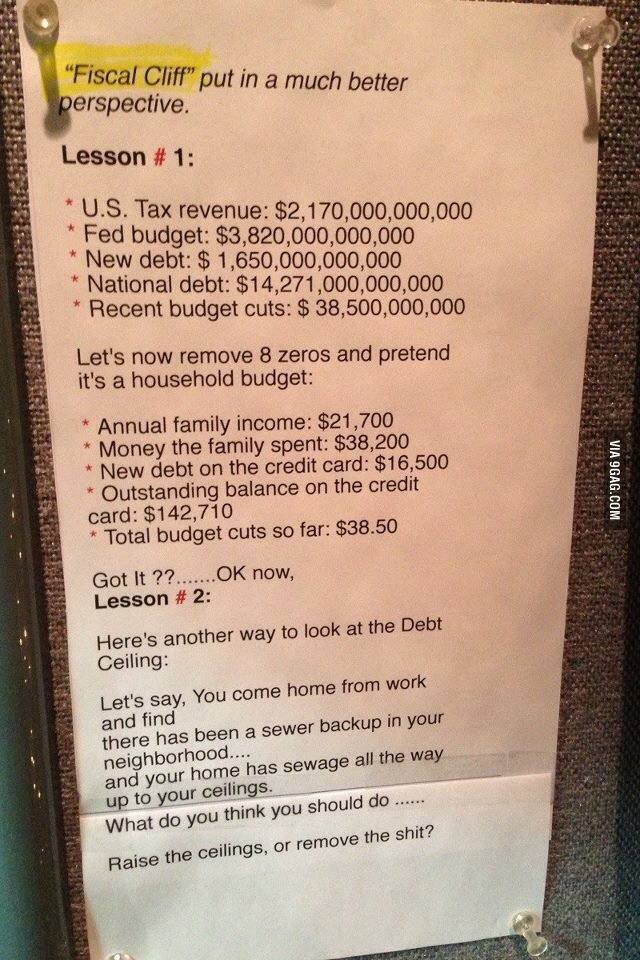 "Fiscal Cliff" put in a much better
perspective.
Lesson # 1:
* U.S. Tax revenue: $2,170,000,000,000
* Fed budget: $3,820,000,000,000
* New debt: $ 1,650,000,000,000
* National debt: $14,271,000,000,000
* Recent budget cuts: $ 38,500,000,000
Let's now remove 8 zeros and pretend
it's a household budget:
* Annual family income: $21,700
* Money the family spent: $38,200
* New debt on the credit card: $16,500
* Outstanding balance on the credit
card: $142,710
* Total budget cuts so far: $38.50
Got It ??.......OK now,
Lesson # 2:
Here's another way to look at the Debt
Ceiling:
Let's say, You come home from work
and find
there has been a sewer backup in your
neighborhood....
and your home has sewage all the way
up to your ceilings.
What do you think you should do ......
Raise the ceilings, or remove the shit?
VIA 9GAG.COM